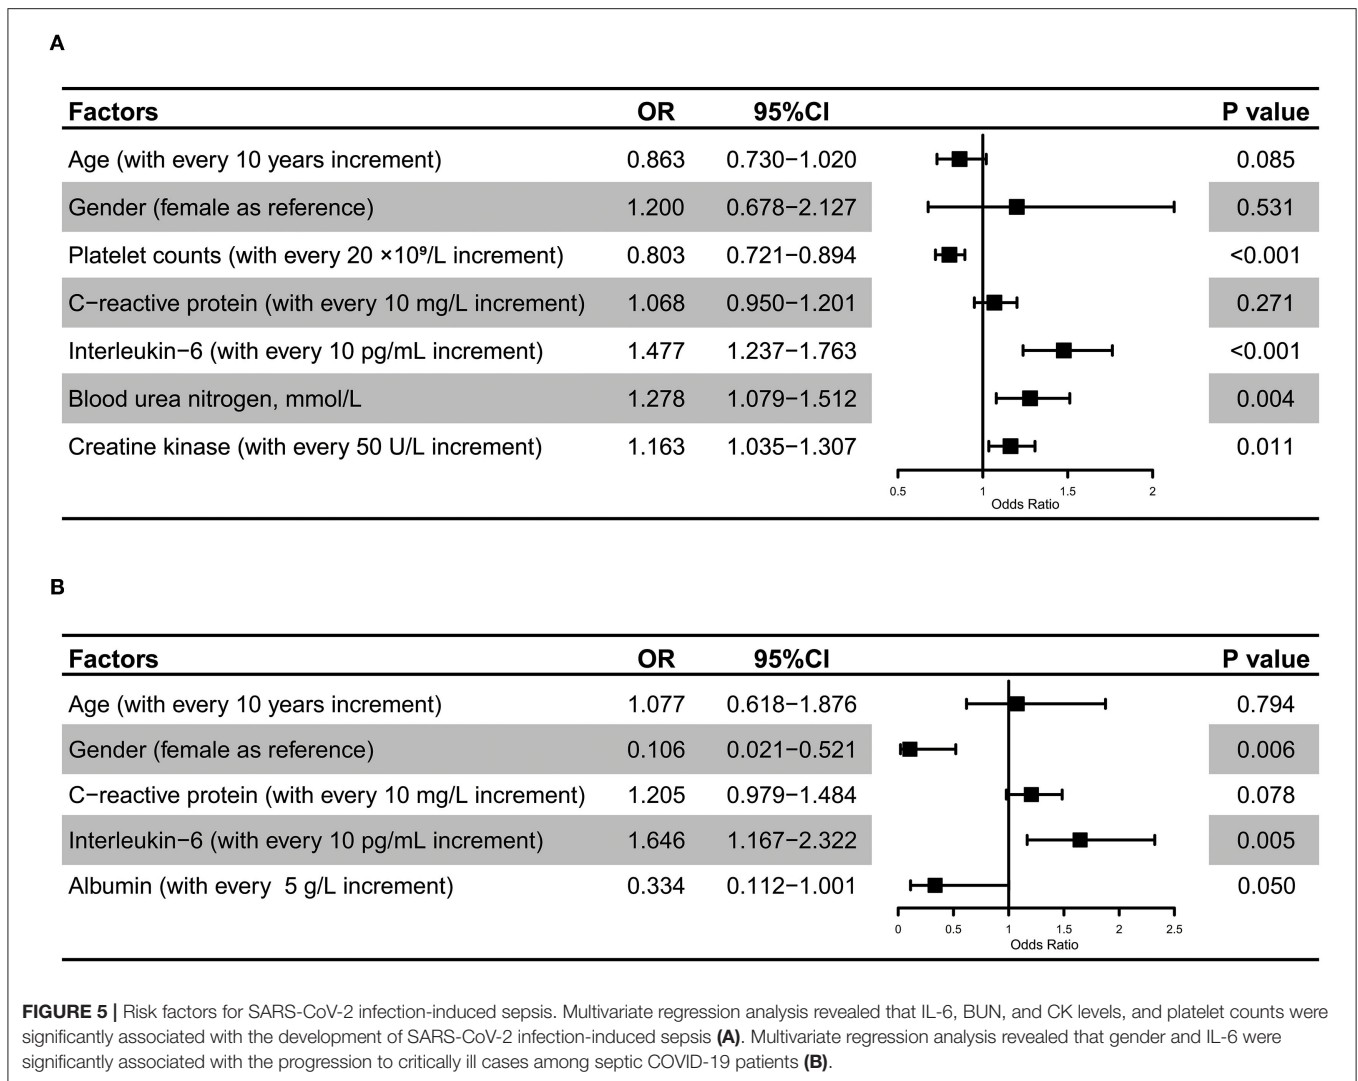 A
Factors OR 95%CI P value
Age (with every 10 years increment) 0.863 0.730−1.020 0.085
Gender (female as reference) 1.200 0.678−2.127 0.531
Platelet counts (with every 20 ×10⁹/L increment) 0.803 0.721−0.894 <0.001
C−reactive protein (with every 10 mg/L increment) 1.068 0.950−1.201 0.271
Interleukin−6 (with every 10 pg/mL increment) 1.477 1.237−1.763 <0.001
Blood urea nitrogen, mmol/L 1.278 1.079−1.512 0.004
Creatine kinase (with every 50 U/L increment) 1.163 1.035−1.307 0.011
0.5 1 1.5 2
Odds Ratio
B
Factors OR 95%CI P value
Age (with every 10 years increment) 1.077 0.618−1.876 0.794
Gender (female as reference) 0.106 0.021−0.521 0.006
C−reactive protein (with every 10 mg/L increment) 1.205 0.979−1.484 0.078
Interleukin−6 (with every 10 pg/mL increment) 1.646 1.167−2.322 0.005
Albumin (with every 5 g/L increment) 0.334 0.112−1.001 0.050
0 0.5 1 1.5 2 2.5
Odds Ratio
FIGURE 5 | Risk factors for SARS-CoV-2 infection-induced sepsis. Multivariate regression analysis revealed that IL-6, BUN, and CK levels, and platelet counts were
significantly associated with the development of SARS-CoV-2 infection-induced sepsis (A). Multivariate regression analysis revealed that gender and IL-6 were
significantly associated with the progression to critically ill cases among septic COVID-19 patients (B).